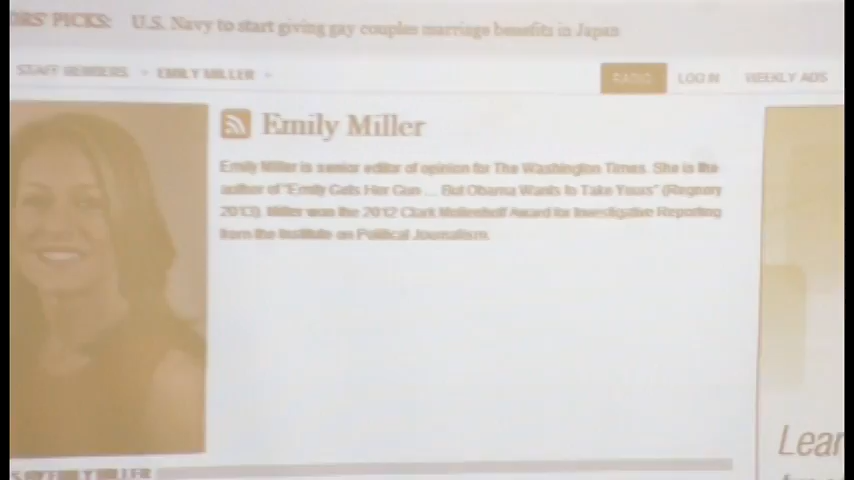 ORS' PICKS: U.S. Navy to start giving gay couples marriage benefits in Japan
STAFF MEMBERS EMILY MILLER
RADIO LOG IN WEEKLY ADS
Emily Miller
Emily Miller is senior editor of opinion for The Washington Times. She is the
author of "Emily Gets Her Gun ... But Obama Wants to Take Yours" (Regnery
2013). Miller won the 2012 Clark Mollenhoff Award for Investigative Reporting
from the Institute on Political Journalism.
Lear